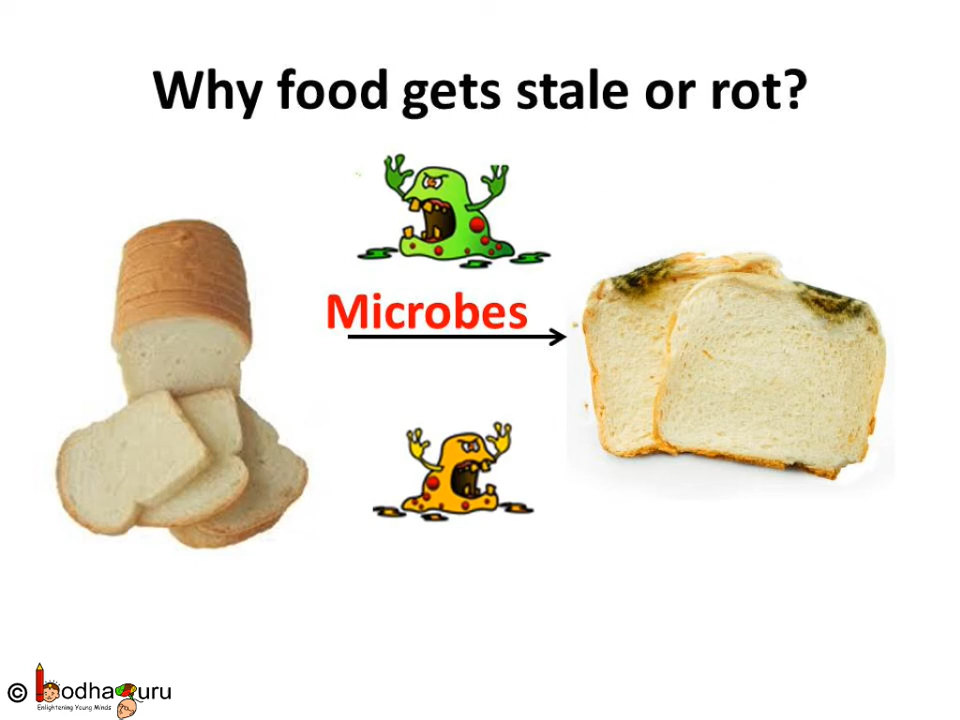 Why food gets stale or rot?
Microbes
© bodhaguru
Enlightening Young Minds